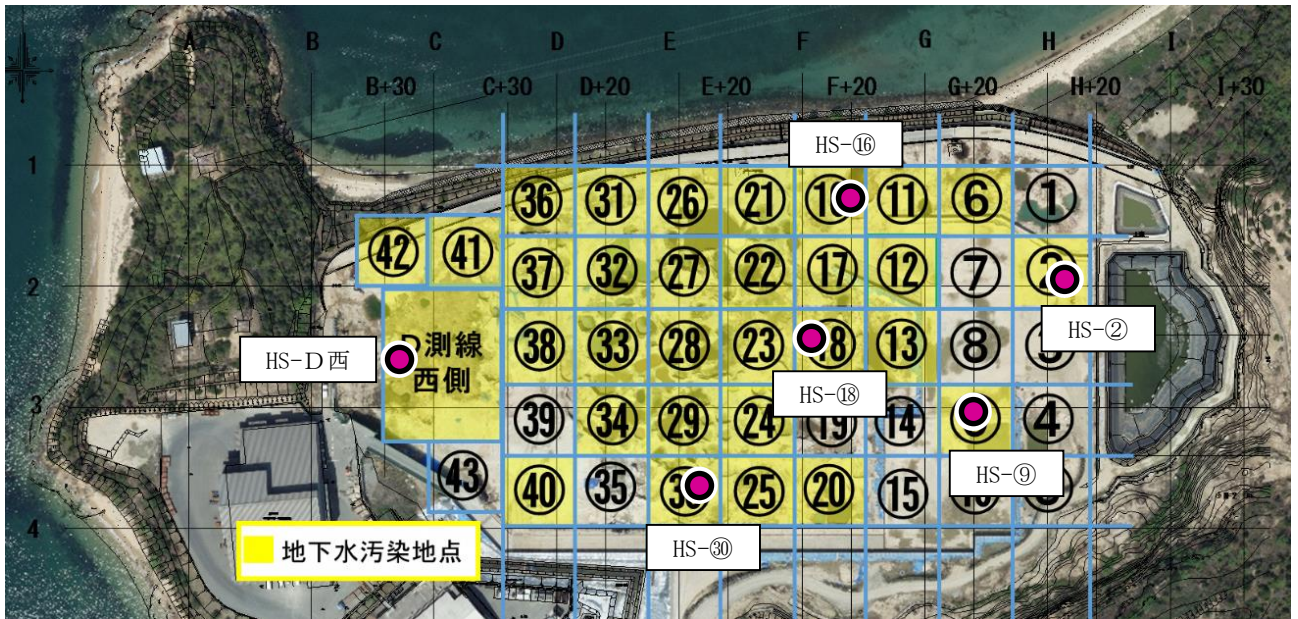 A B C D E F G H I
B+30 C+30 D+20 E+20 F+20 G+20 H+20 I+30
HS-⑯
1
㊱ ㉛ ㉖ ㉑ ⑪ ⑥ ①
㊷ ㊶ ㊲ ㉜ ㉗ ㉒ ⑰ ⑫ ⑦ ②
2
HS-②
D測線
西側
HS-D西
㊳ ㉝ ㉘ ㉓ ⑱ ⑬ ⑧ ③
HS-⑱
3
㊴ ㉞ ㉙ ㉔ ⑲ ⑭ ④
HS-⑨
㊸ ㊵ ㉟ ㉕ ⑳ ⑮
4
HS-㉚
地下水汚染地点